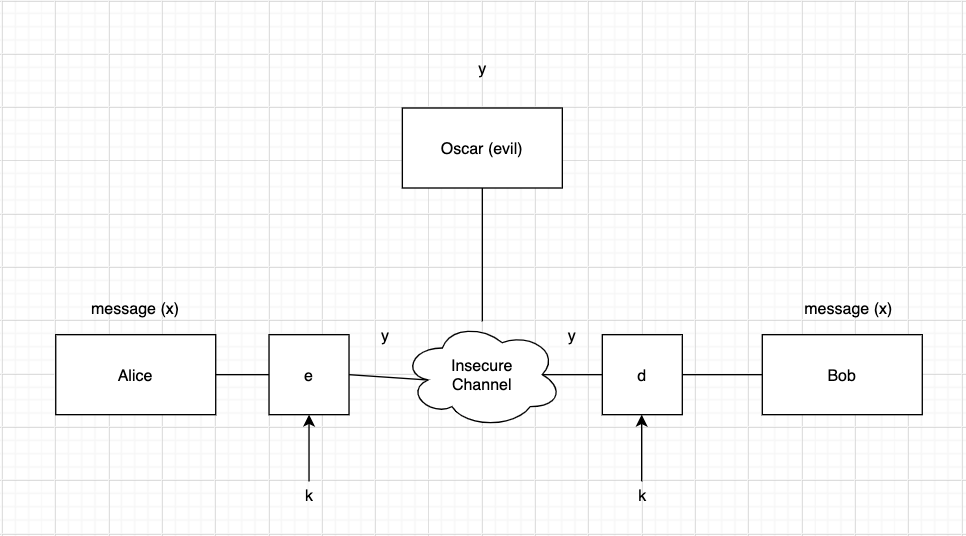 y
Oscar (evil)
message (x)
message (x)
y
y
Alice
e
Insecure
Channel
d
Bob
k
k